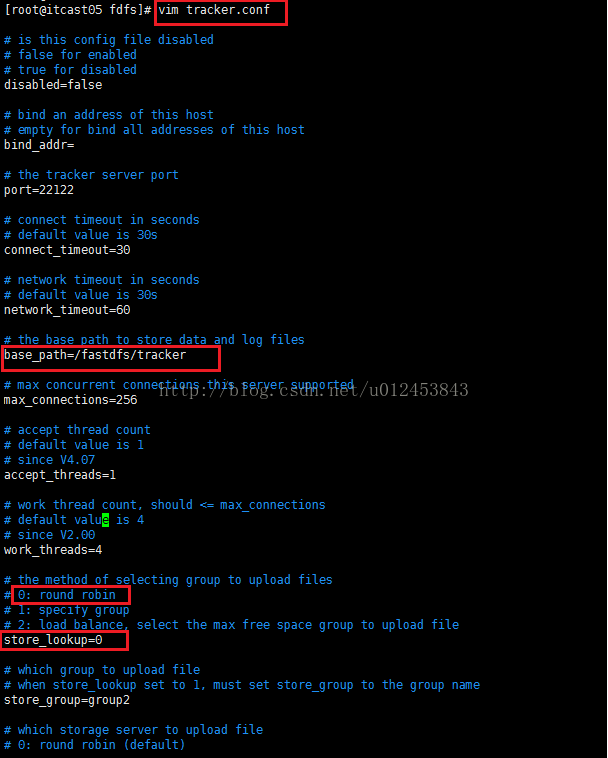 [root@itcast05 fdfs]# vim tracker.conf
# is this config file disabled
# false for enabled
# true for disabled
disabled=false
# bind an address of this host
# empty for bind all addresses of this host
bind_addr=
# the tracker server port
port=22122
# connect timeout in seconds
# default value is 30s
connect_timeout=30
# network timeout in seconds
# default value is 30s
network_timeout=60
# the base path to store data and log files
base_path=/fastdfs/tracker
# max concurrent connections this server supported
http://blog.csdn.net/u012453843
max_connections=256
# accept thread count
# default value is 1
# since V4.07
accept_threads=1
# work thread count, should <= max_connections
# default value is 4
# since V2.00
work_threads=4
# the method of selecting group to upload files
# 0: round robin
# 1: specify group
# 2: load balance, select the max free space group to upload file
store_lookup=0
# which group to upload file
# when store_lookup set to 1, must set store_group to the group name
store_group=group2
# which storage server to upload file
# 0: round robin (default)